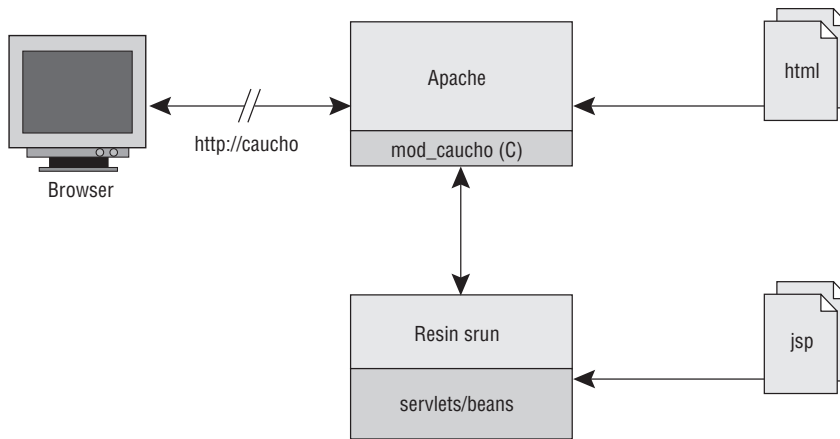 Apache
html
mod_caucho (C)
http://caucho
Browser
Resin srun
jsp
servlets/beans